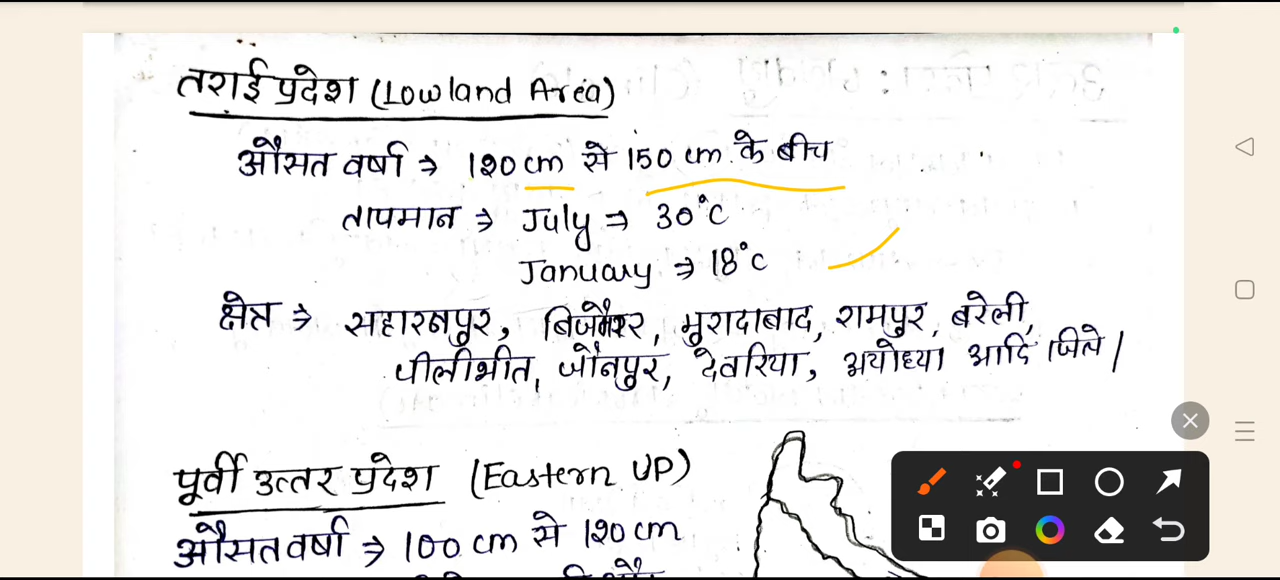 तराई प्रदेश (Lowland Area)
औसत वर्षा ⇒ 120 cm से 150 cm के बीच
तापमान ⇒ July ⇒ 30°C
January ⇒ 18°C
क्षेत्र ⇒ सहारनपुर, बिजनौर, मुरादाबाद, रामपुर, बरेली,
पीलीभीत, जौनपुर, देवरिया, अयोध्या आदि जिले।
पूर्वी उत्तर प्रदेश (Eastern UP)
औसत वर्षा ⇒ 100 cm से 120 cm